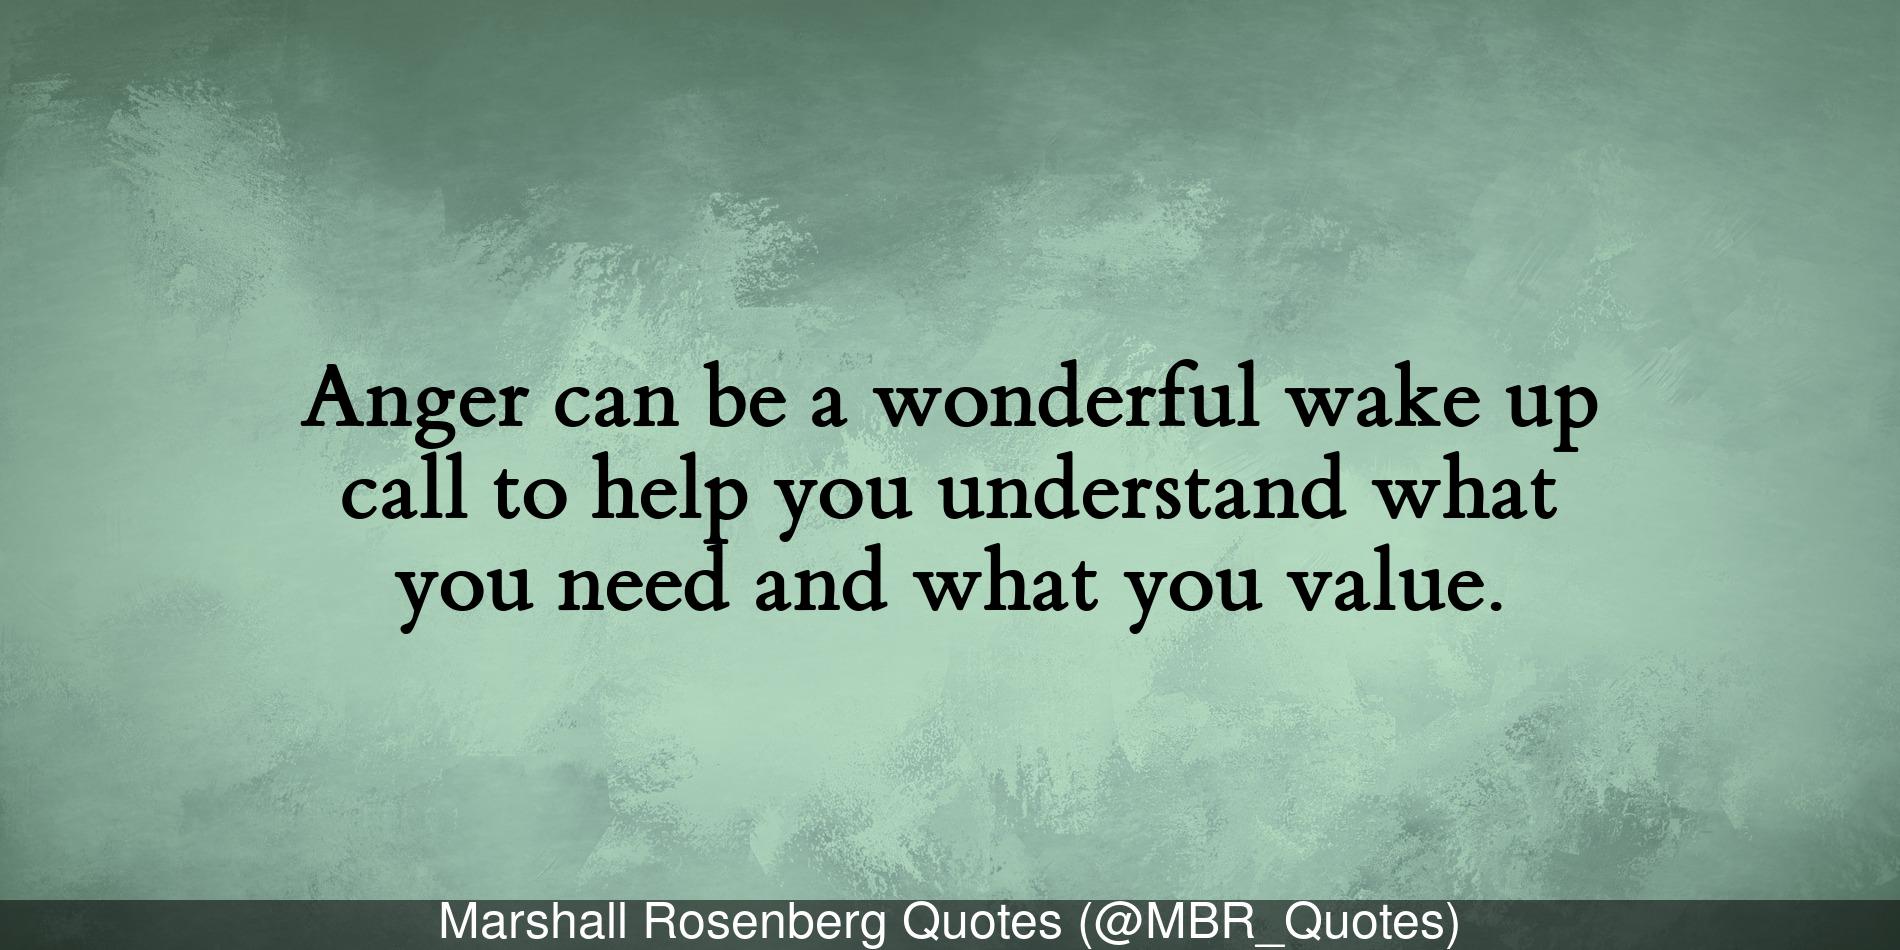 Anger can be a wonderful wake up
call to help you understand what
you need and what you value.
Marshall Rosenberg Quotes (@MBR_Quotes)